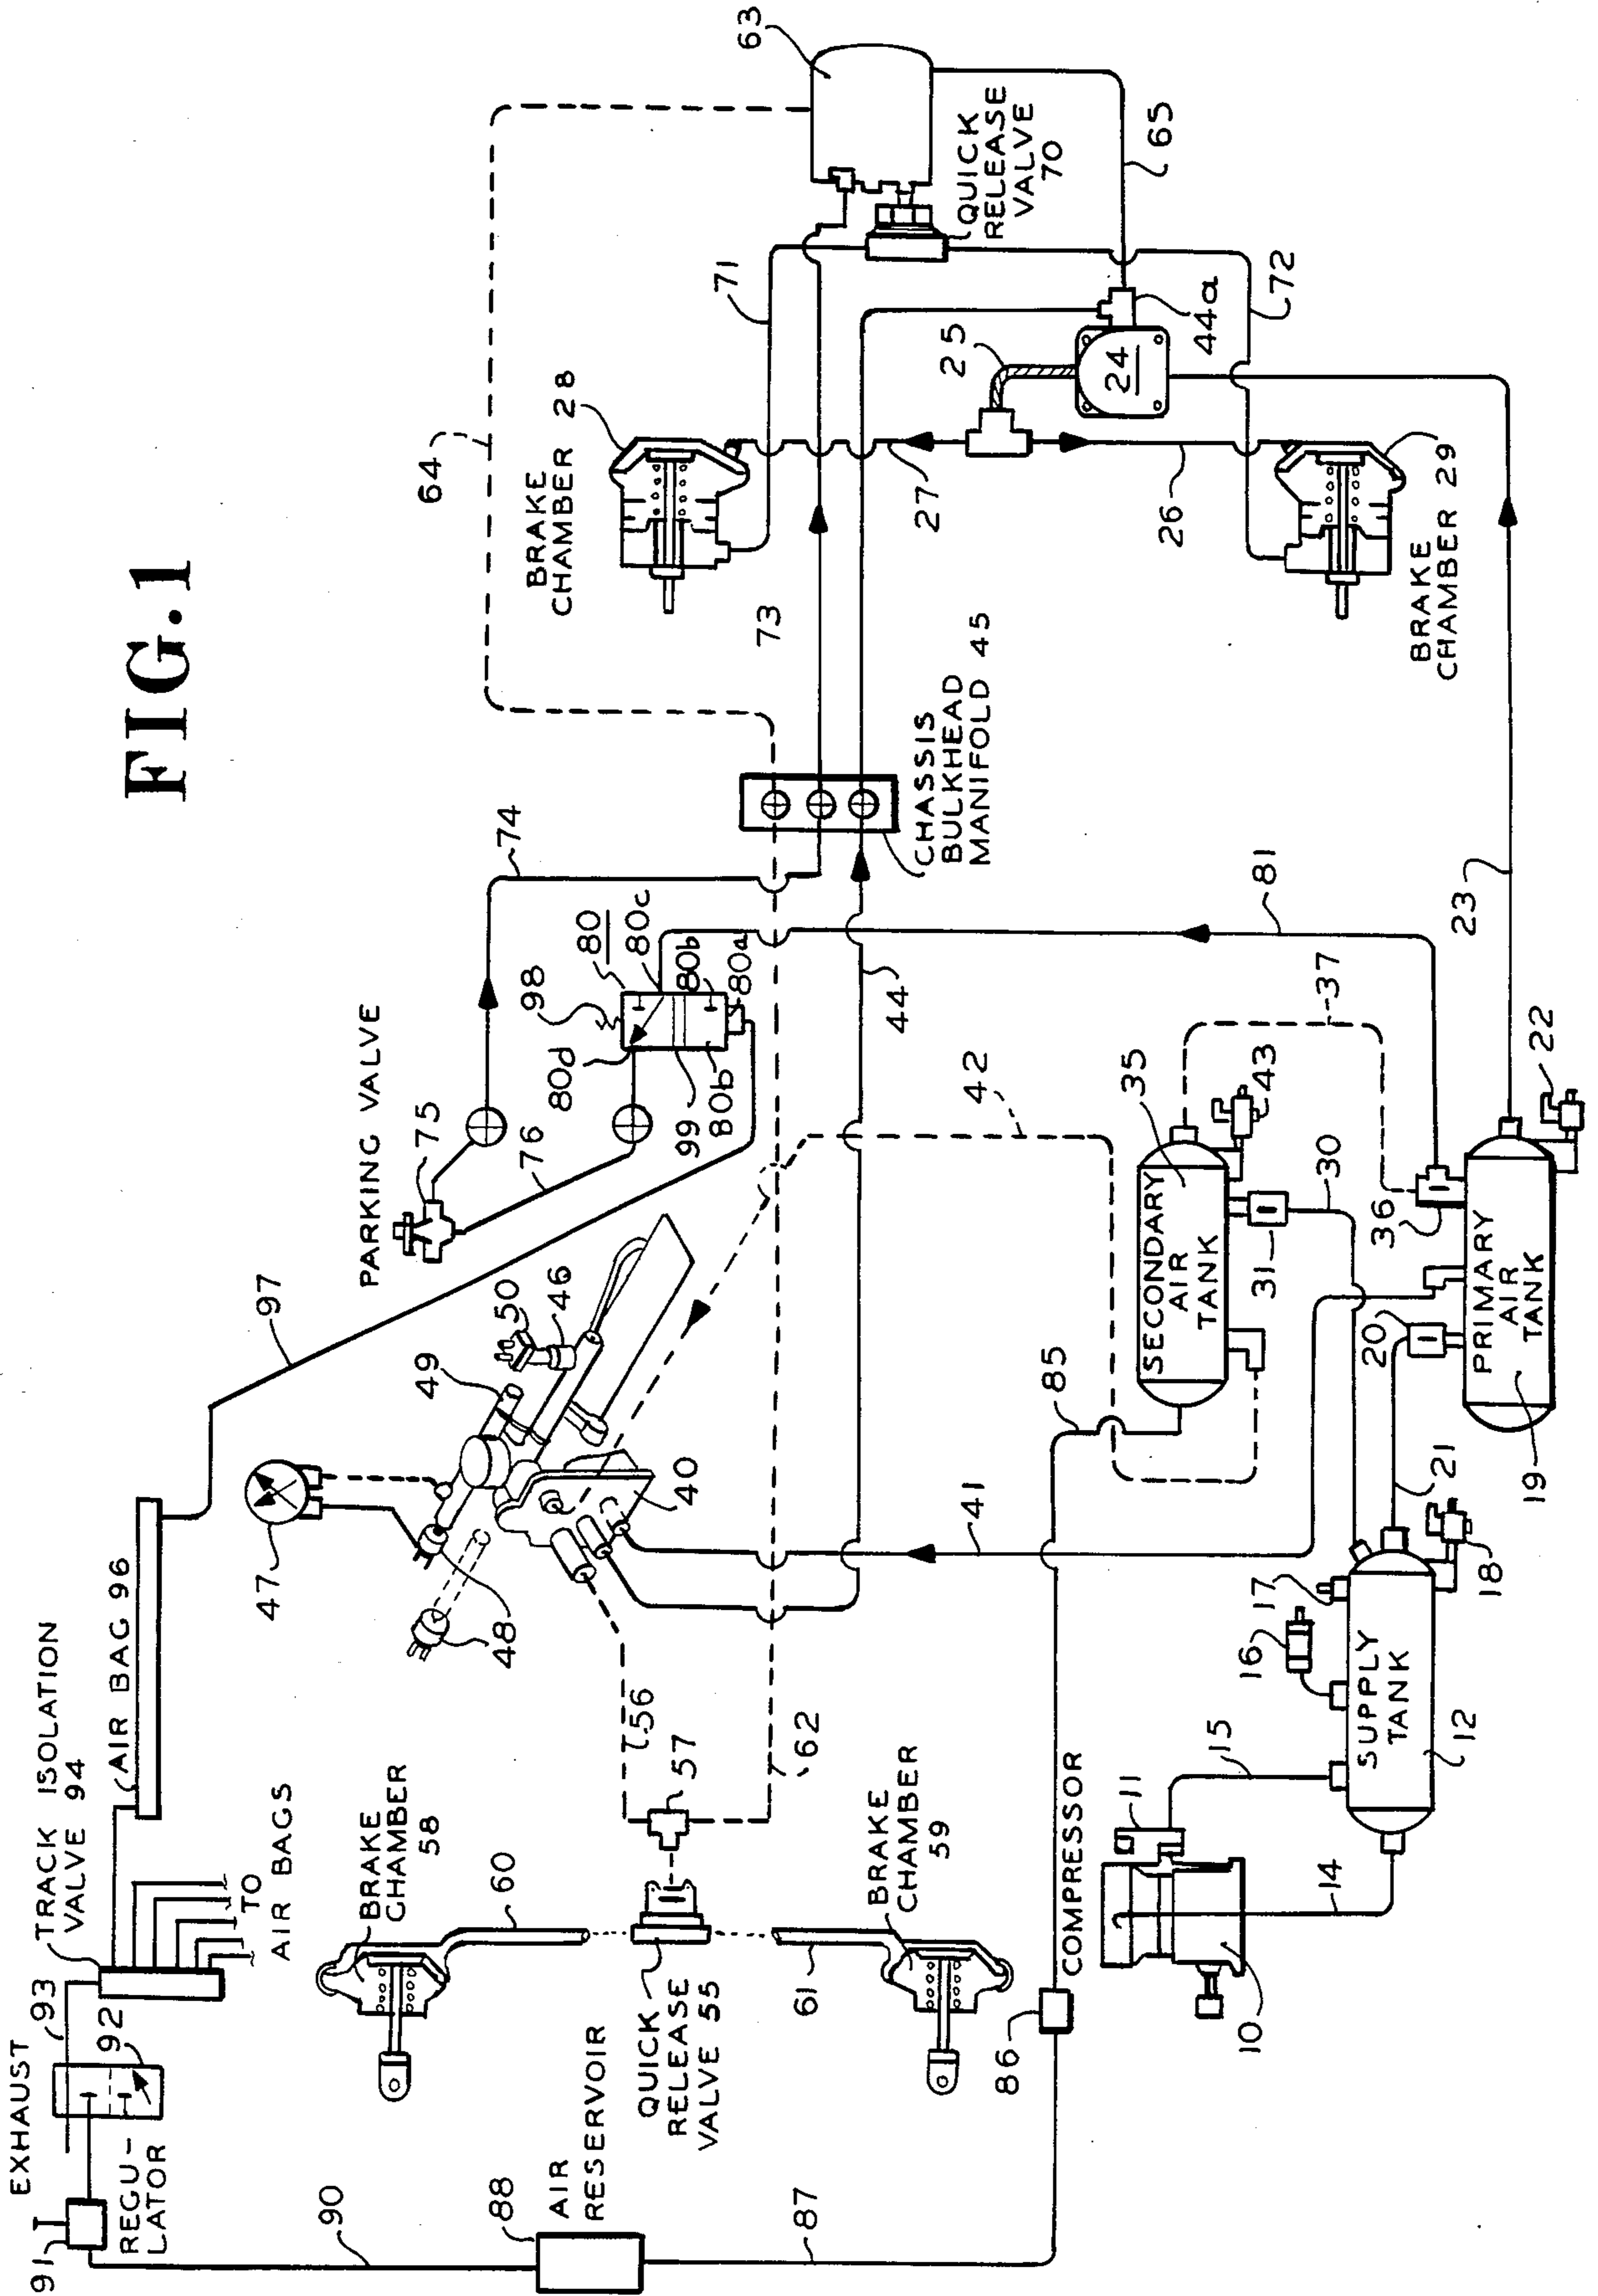 FIG.1
EXHAUST
91
REGU-
LATOR
92
93
TRACK ISOLATION
VALVE 94
AIR BAG 96
TO
AIR BAGS
97
90
88
AIR
RESERVOIR
87
86
85
BRAKE
CHAMBER
58
60
QUICK
RELEASE
VALVE 55
57
56
62
61
BRAKE
CHAMBER
59
47
48
49
50
46
40
PARKING VALVE
75
76
74
98
80
80c
80b
80a
80d
99
80b
CHASSIS
BULKHEAD
MANIFOLD 45
44
42
41
64
73
BRAKE
CHAMBER 28
71
63
QUICK
RELEASE
VALVE
70
65
25
24
44a
72
27
26
BRAKE
CHAMBER 29
COMPRESSOR
11
10
14
15
16
17
SUPPLY
TANK
12
18
21
20
SECONDARY
AIR
TANK
35
43
31
30
37
36
PRIMARY
AIR
TANK
19
22
81
23